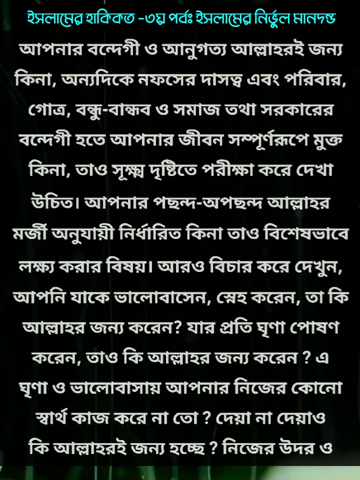 ইসলামের হাকিকত -৩য় পর্বঃ ইসলামের নির্ভুল মানদন্ড
আপনার বন্দেগী ও আনুগত্য আল্লাহরই জন্য
কিনা, অন্যদিকে নফসের দাসত্ব এবং পরিবার,
গোত্র, বন্ধু-বান্ধব ও সমাজ তথা সরকারের
বন্দেগী হতে আপনার জীবন সম্পূর্ণরূপে মুক্ত
কিনা, তাও সূক্ষ্ম দৃষ্টিতে পরীক্ষা করে দেখা
উচিত। আপনার পছন্দ-অপছন্দ আল্লাহর
মর্জী অনুযায়ী নির্ধারিত কিনা তাও বিশেষভাবে
লক্ষ্য করার বিষয়। আরও বিচার করে দেখুন,
আপনি যাকে ভালোবাসেন, স্নেহ করেন, তা কি
আল্লাহর জন্য করেন? যার প্রতি ঘৃণা পোষণ
করেন, তাও কি আল্লাহর জন্য করেন ? এ
ঘৃণা ও ভালোবাসায় আপনার নিজের কোনো
স্বার্থ কাজ করে না তো ? দেয়া না দেয়াও
কি আল্লাহরই জন্য হচ্ছে ? নিজের উদর ও